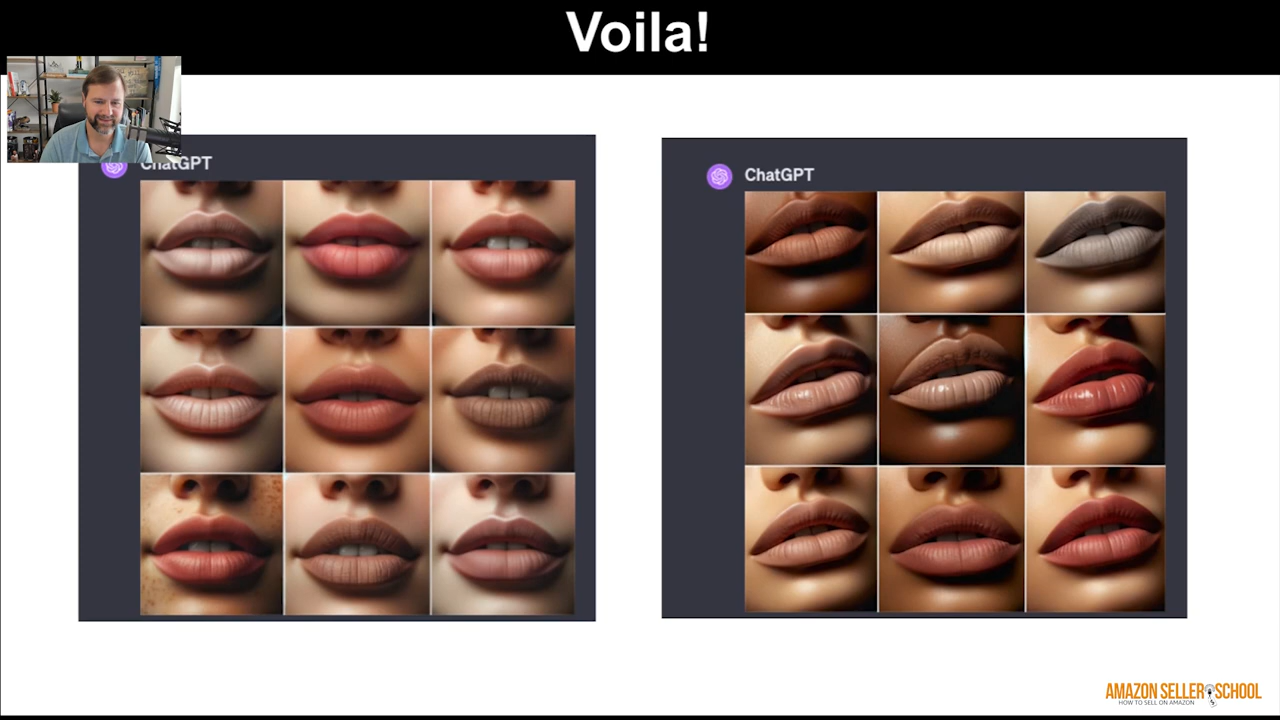 Voila!
ChatGPT
ChatGPT
AMAZON SELLER SCHOOL
HOW TO SELL ON AMAZON